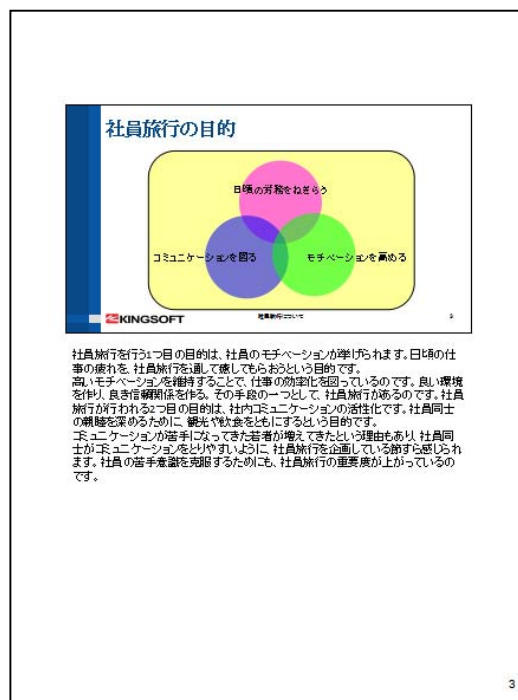 社員旅行の目的
日頃の労務をねぎらう
コミュニケーションを図る
モチベーションを高める
KINGSOFT
社員旅行について
3
社員旅行を行う1つ目の目的は、社員のモチベーションが挙げられます。日頃の仕
事の疲れを、社員旅行を通して癒してもらおうという目的です。
高いモチベーションを維持することで、仕事の効率化を図っているのです。良い環境
を作り、良き信頼関係を作る。その手段の一つとして、社員旅行があるのです。社員
旅行が行われる2つ目の目的は、社内コミュニケーションの活性化です。社員同士
の親睦を深めるために、観光や飲食をともにするという目的です。
コミュニケーションが苦手になってきた若者が増えてきたという理由もあり、社員同
士がコミュニケーションをとりやすいように、社員旅行を企画している節すら感じられ
ます。社員の苦手意識を克服するためにも、社員旅行の重要度が上がっているの
です。
3